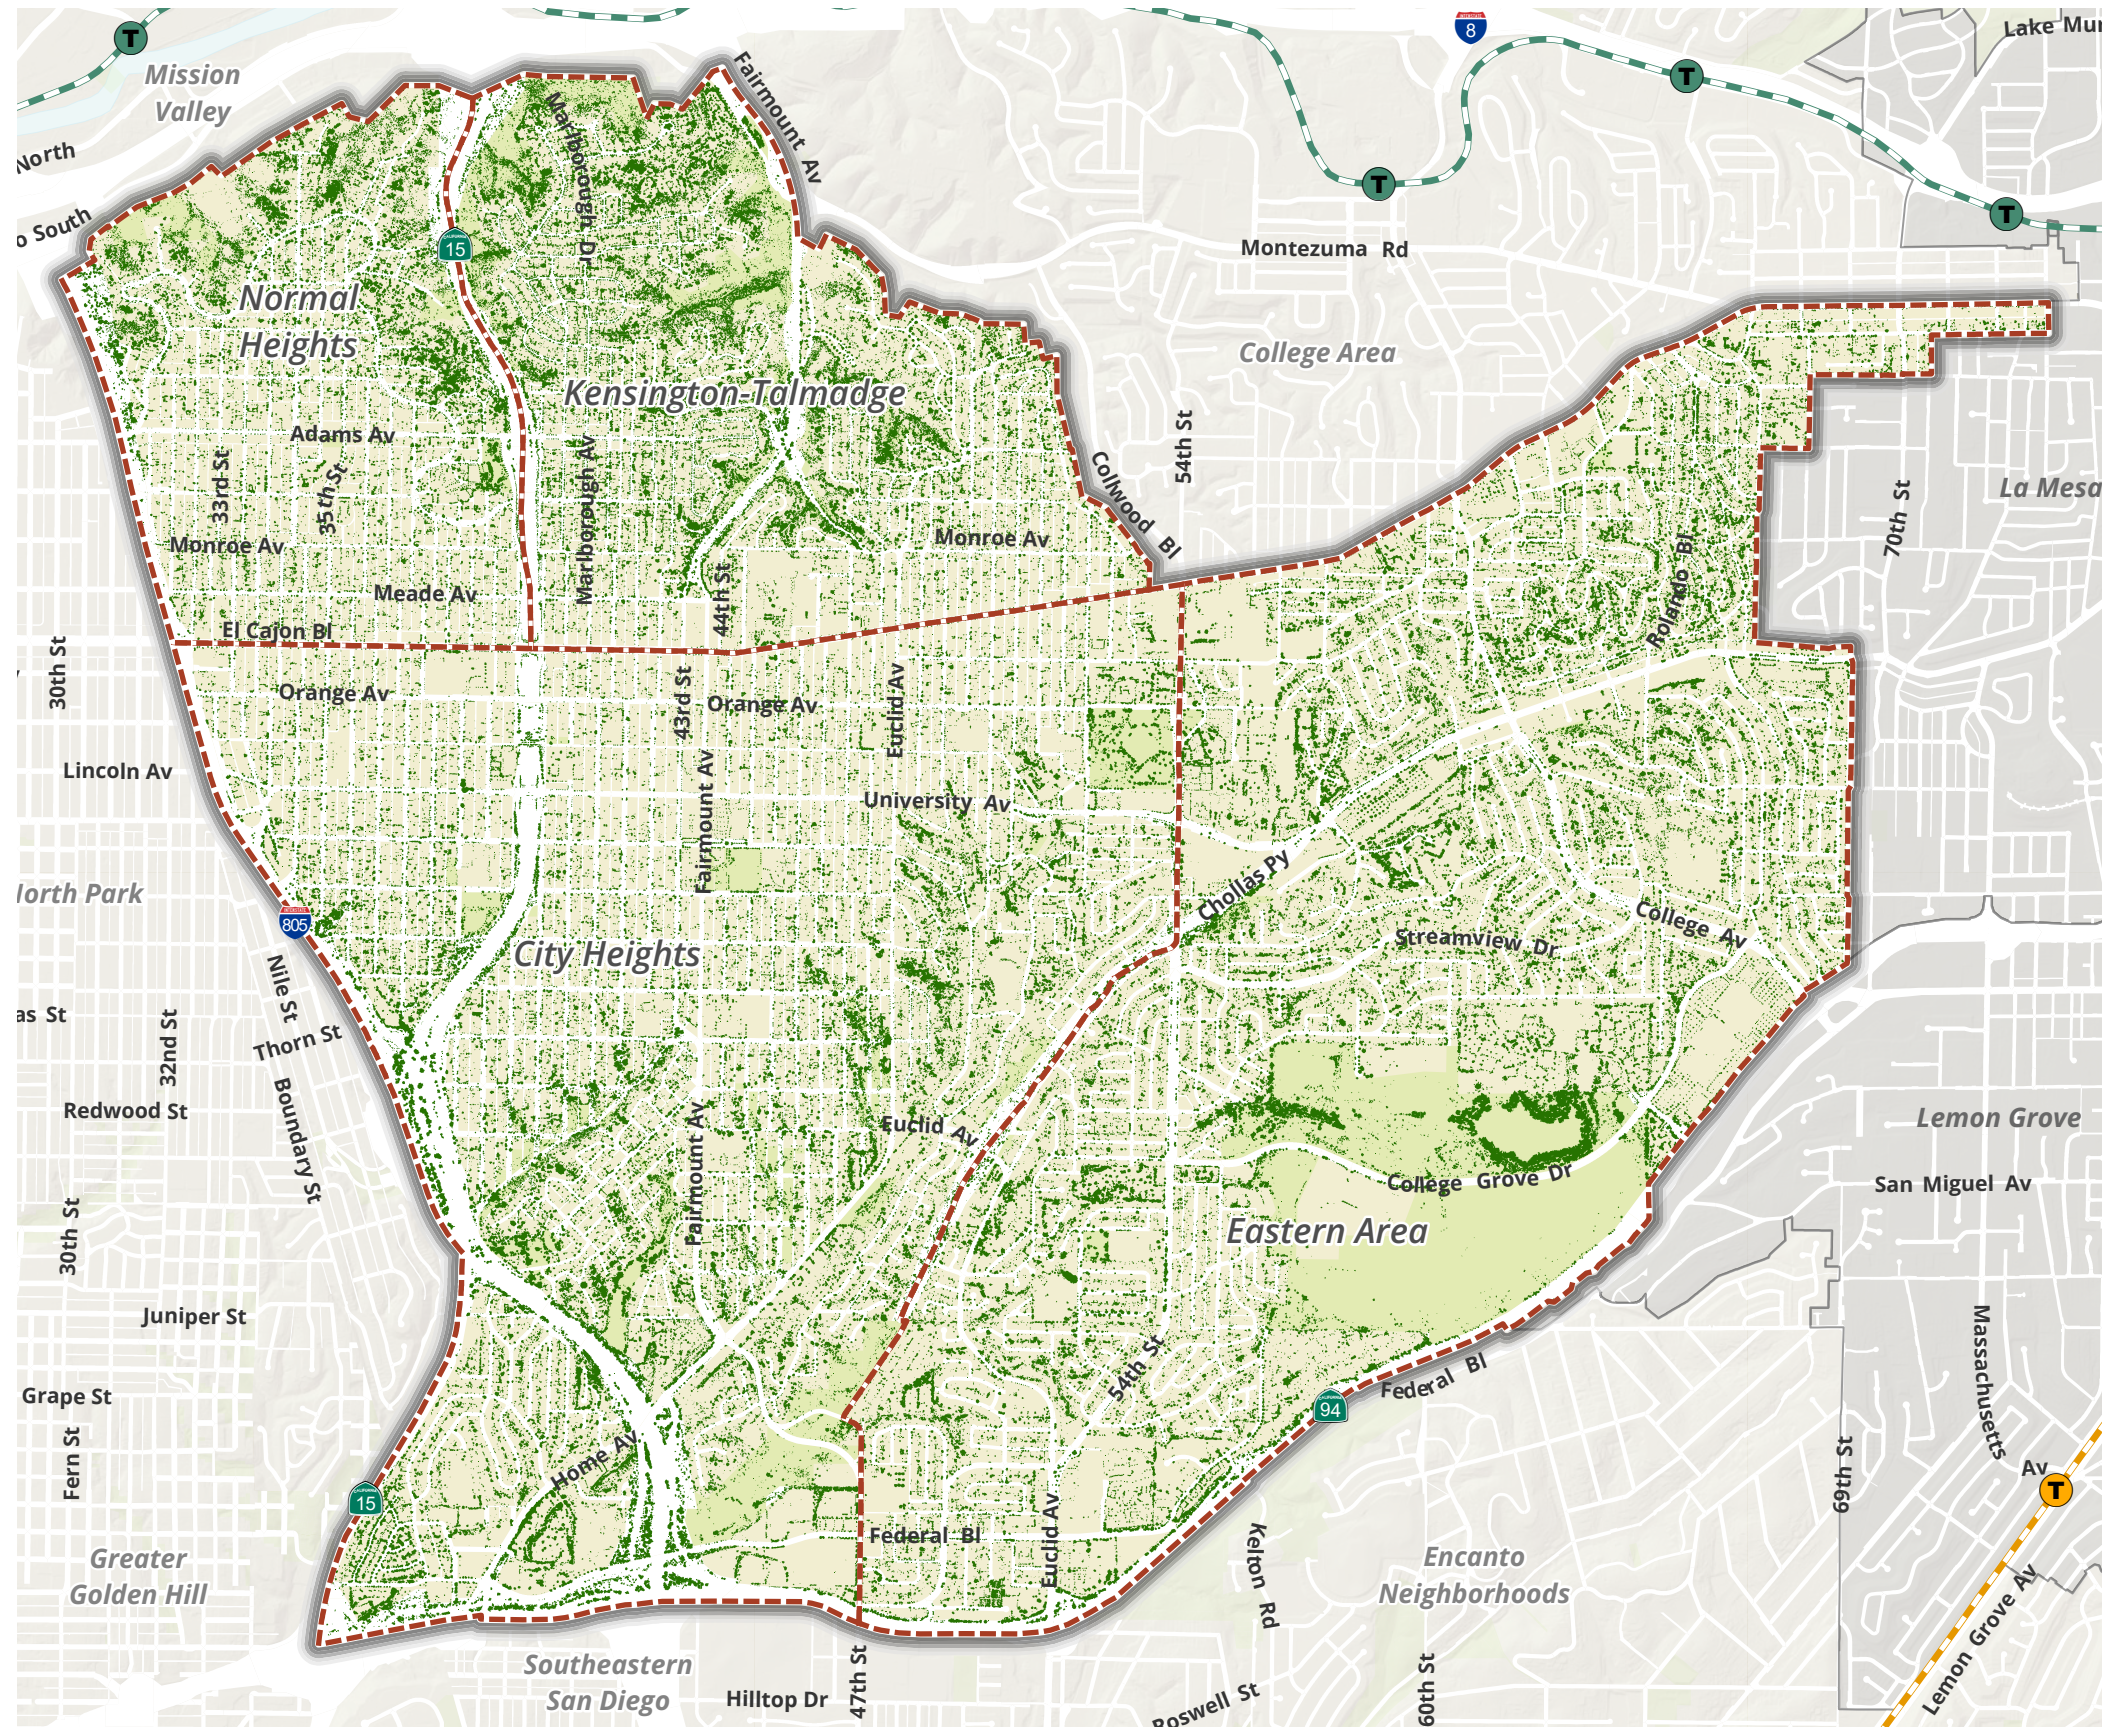 Mission
Valley
8
Lake Mur
Fairmount Av
Marlborough Dr
North
o South
15
Montezuma Rd
Normal
Heights
College Area
Kensington-Talmadge
Adams Av
33rd St
35th St
Marlborough Av
54th St
Collwood Bl
La Mesa
70th St
Monroe Av
Monroe Av
Meade Av
44th St
Rolando Bl
El Cajon Bl
30th St
Orange Av
43rd St
Orange Av
Euclid Av
Lincoln Av
Fairmount Av
University Av
Chollas Py
North Park
805
College Av
Streamview Dr
City Heights
Nile St
as St
32nd St
Thorn St
Redwood St
Boundary St
Fairmount Av
Euclid Av
Lemon Grove
College Grove Dr
San Miguel Av
30th St
Eastern Area
Juniper St
Massachusetts
Av
54th St
Federal Bl
94
Grape St
Fern St
Home Av
69th St
15
Federal Bl
Euclid Av
Kelton Rd
Greater
Golden Hill
Encanto
Neighborhoods
Lemon Grove Av
Southeastern
San Diego
Hilltop Dr
47th St
Roswell St
60th St
T
T
T
T
T